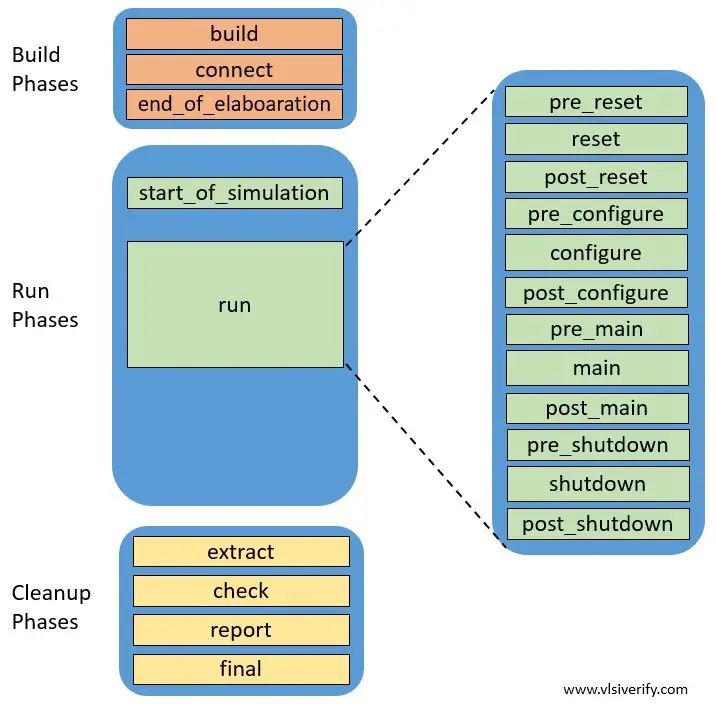 Build
Phases
build
connect
end_of_elaboaration
Run
Phases
start_of_simulation
run
pre_reset
reset
post_reset
pre_configure
configure
post_configure
pre_main
main
post_main
pre_shutdown
shutdown
post_shutdown
Cleanup
Phases
extract
check
report
final
www.vlsiverify.com